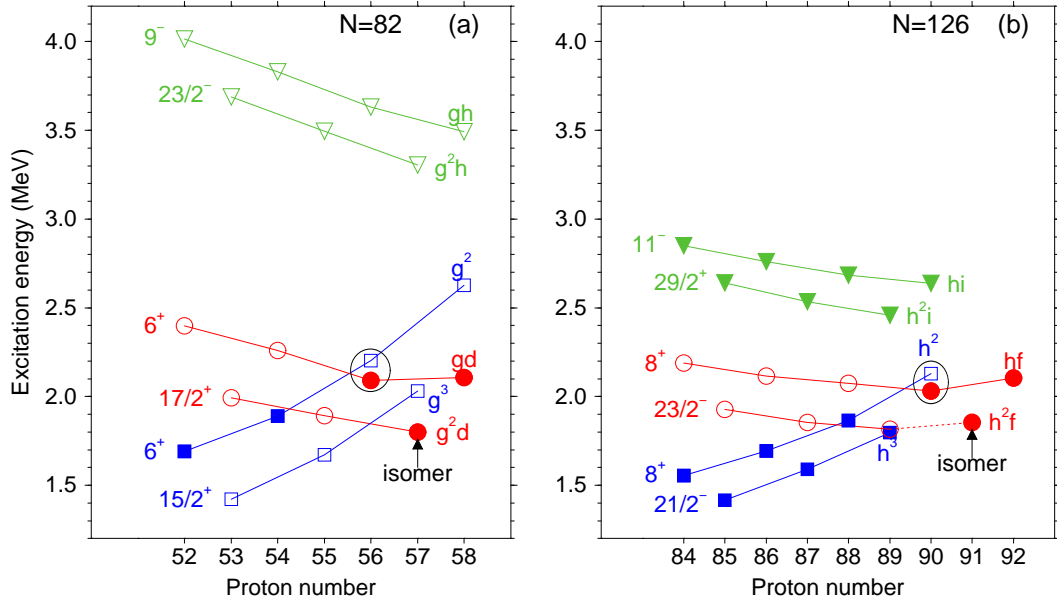 Excitation energy (MeV)
N=82 (a)
4.0
3.5
3.0
2.5
2.0
1.5
9⁻
23/2⁻
gh
g²h
g²
6⁺
gd
17/2⁺
g³
g²d
6⁺
isomer
15/2⁺
52 53 54 55 56 57 58
Proton number
N=126 (b)
11⁻
29/2⁺
hi
h²i
h²
8⁺
hf
23/2⁻
h²f
h³
8⁺
isomer
21/2⁻
84 85 86 87 88 89 90 91 92
Proton number